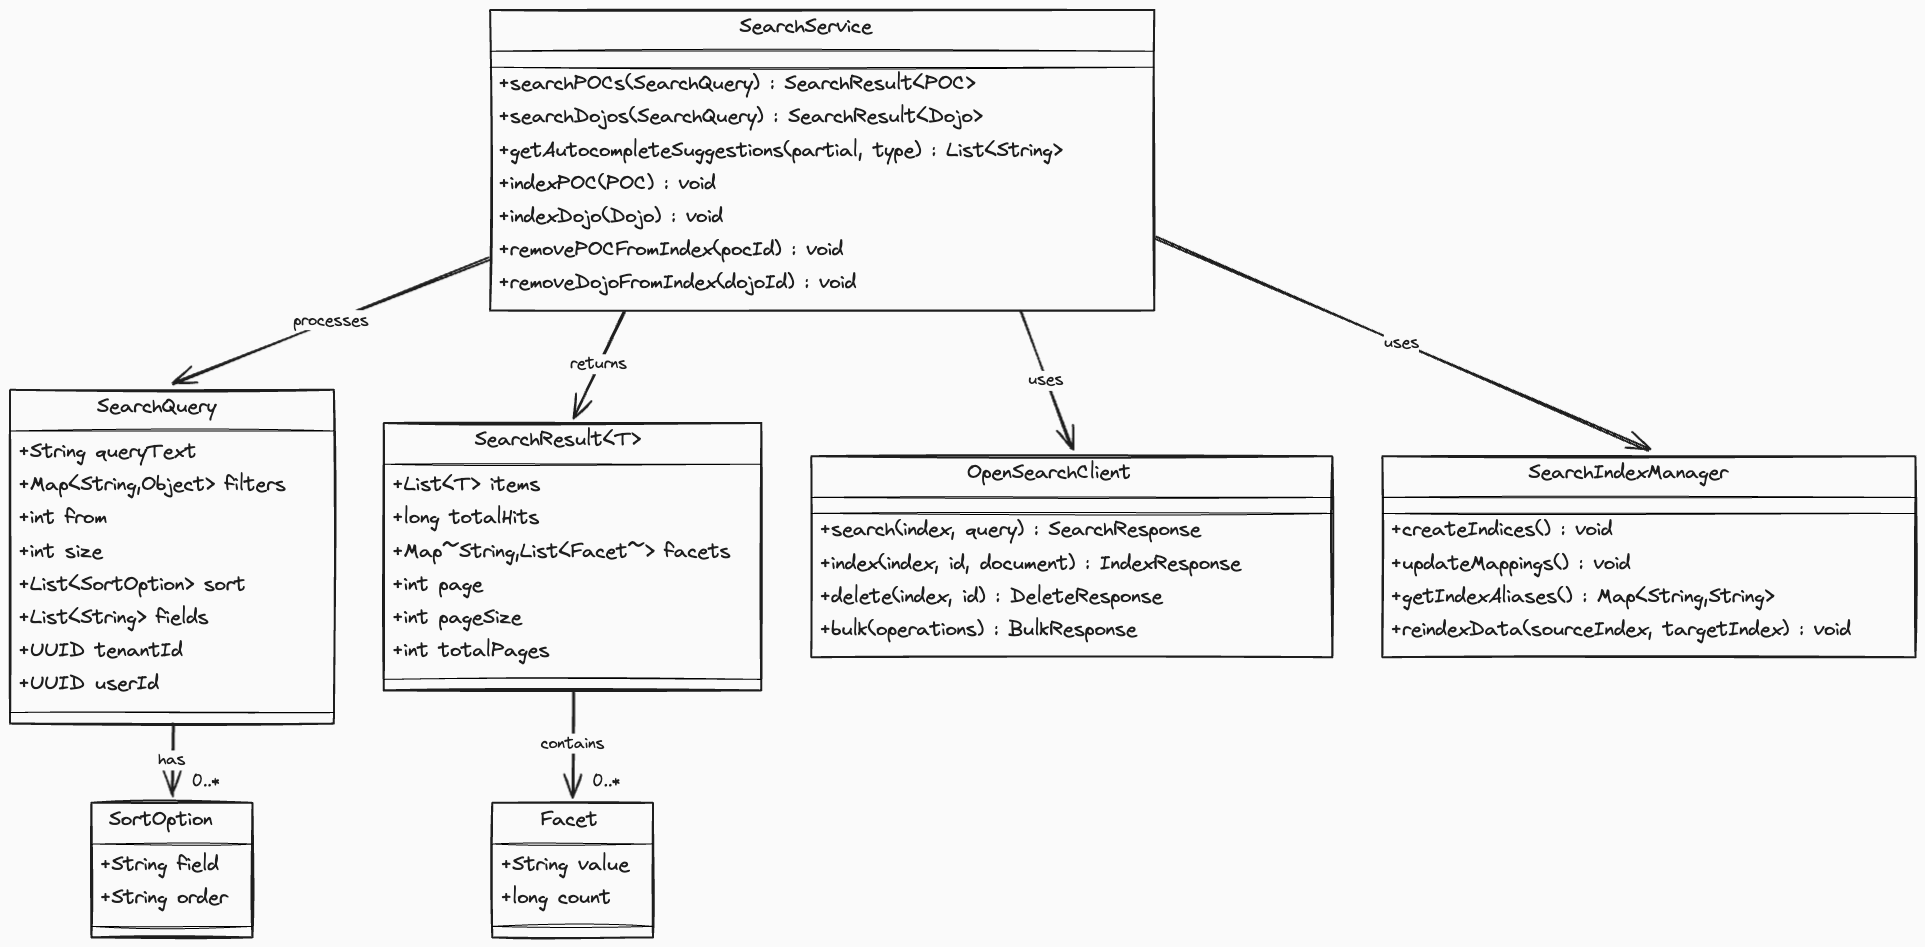 SearchService
+searchPOCs(SearchQuery) : SearchResult<POC>
+searchDojos(SearchQuery) : SearchResult<Dojo>
+getAutocompleteSuggestions(partial, type) : List<String>
+indexPOC(POC) : void
+indexDojo(Dojo) : void
+removePOCFromIndex(pocId) : void
+removeDojoFromIndex(dojoId) : void
processes
returns
uses
uses
SearchQuery
+String queryText
+Map<String,Object> filters
+int from
+int size
+List<SortOption> sort
+List<String> fields
+UUID tenantId
+UUID userId
SearchResult<T>
+List<T> items
+long totalHits
+Map~String,List<Facet~> facets
+int page
+int pageSize
+int totalPages
OpenSearchClient
+search(index, query) : SearchResponse
+index(index, id, document) : IndexResponse
+delete(index, id) : DeleteResponse
+bulk(operations) : BulkResponse
SearchIndexManager
+createIndices() : void
+updateMappings() : void
+getIndexAliases() : Map<String,String>
+reindexData(sourceIndex, targetIndex) : void
has
0..*
contains
0..*
SortOption
+String field
+String order
Facet
+String value
+long count